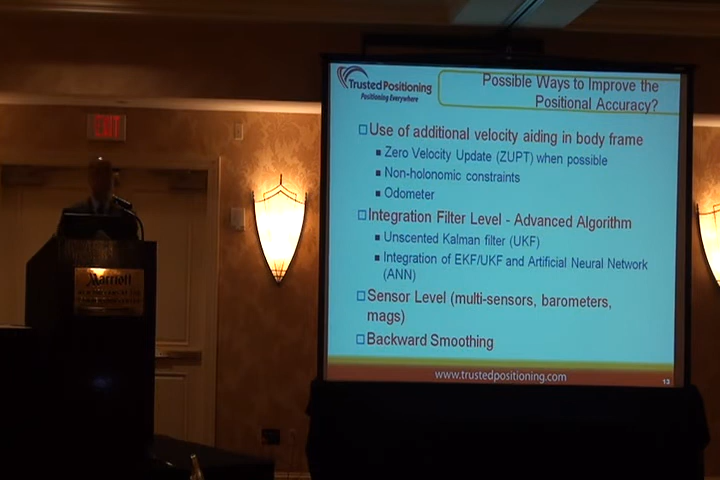 EXIT
Marriott
Trusted Positioning
Positioning Everywhere
Possible Ways to Improve the
Positional Accuracy?
Use of additional velocity aiding in body frame
Zero Velocity Update (ZUPT) when possible
Non-holonomic constraints
Odometer
Integration Filter Level - Advanced Algorithm
Unscented Kalman filter (UKF)
Integration of EKF/UKF and Artificial Neural Network
(ANN)
Sensor Level (multi-sensors, barometers,
mags)
Backward Smoothing
www.trustedpositioning.com
13